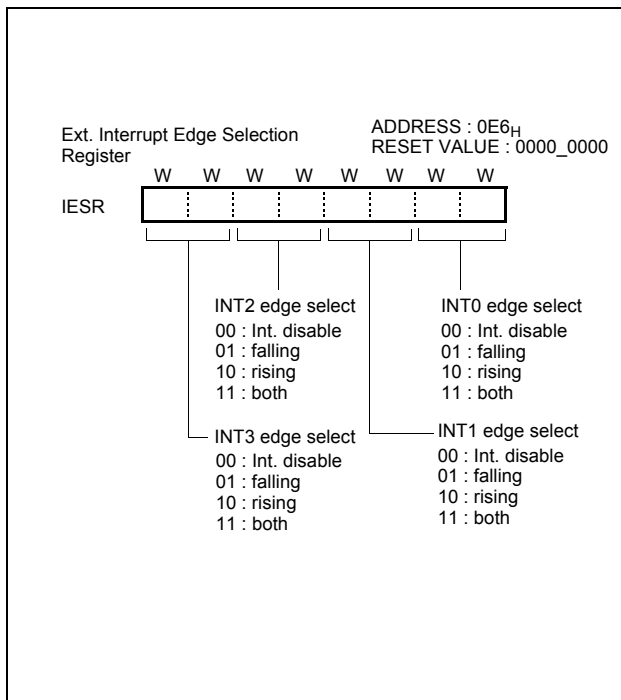 Ext. Interrupt Edge Selection
Register
ADDRESS : 0E6H
RESET VALUE : 0000_0000
W W W W W W W W
IESR
INT2 edge select
00 : Int. disable
01 : falling
10 : rising
11 : both
INT0 edge select
00 : Int. disable
01 : falling
10 : rising
11 : both
INT3 edge select
00 : Int. disable
01 : falling
10 : rising
11 : both
INT1 edge select
00 : Int. disable
01 : falling
10 : rising
11 : both